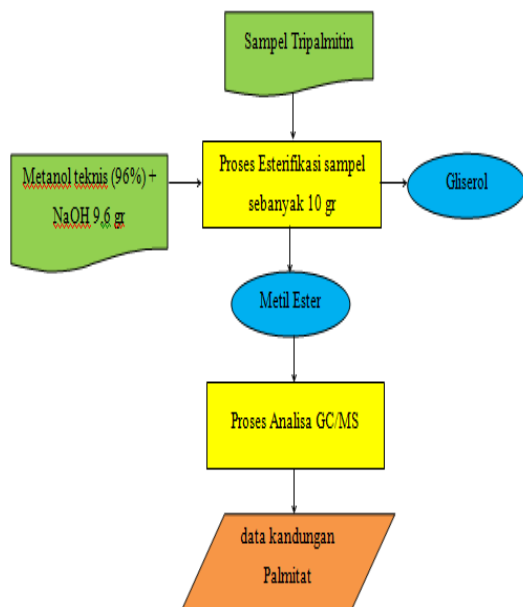 Sampel Tripalmitin
Metanol teknis (96%) +
NaOH 9,6 gr
Proses Esterifikasi sampel
sebanyak 10 gr
Gliserol
Metil Ester
Proses Analisa GC/MS
data kandungan
Palmitat